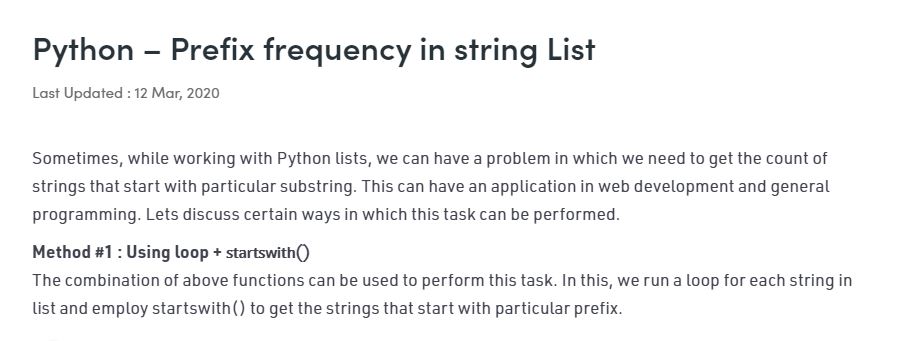 Python – Prefix frequency in string List
Last Updated : 12 Mar, 2020
Sometimes, while working with Python lists, we can have a problem in which we need to get the count of
strings that start with particular substring. This can have an application in web development and general
programming. Lets discuss certain ways in which this task can be performed.
Method #1 : Using loop + startswith()
The combination of above functions can be used to perform this task. In this, we run a loop for each string in
list and employ startswith() to get the strings that start with particular prefix.